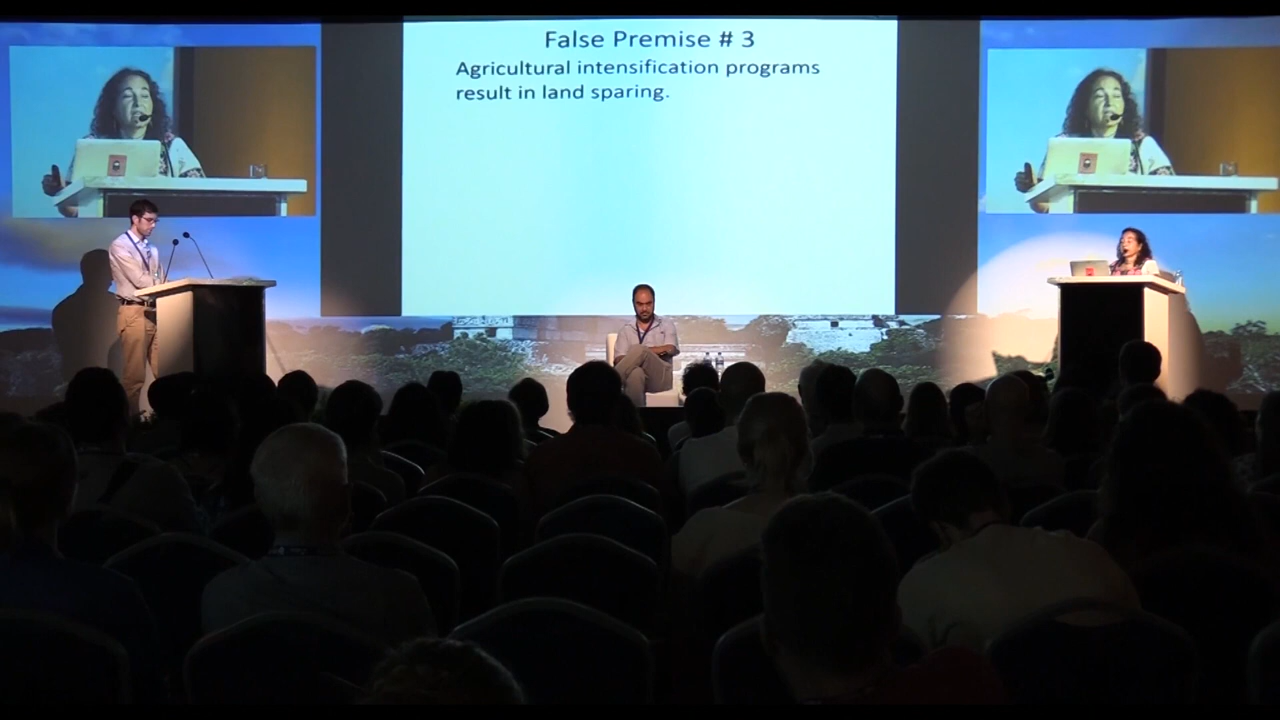 False Premise # 3
Agricultural intensification programs
result in land sparing.